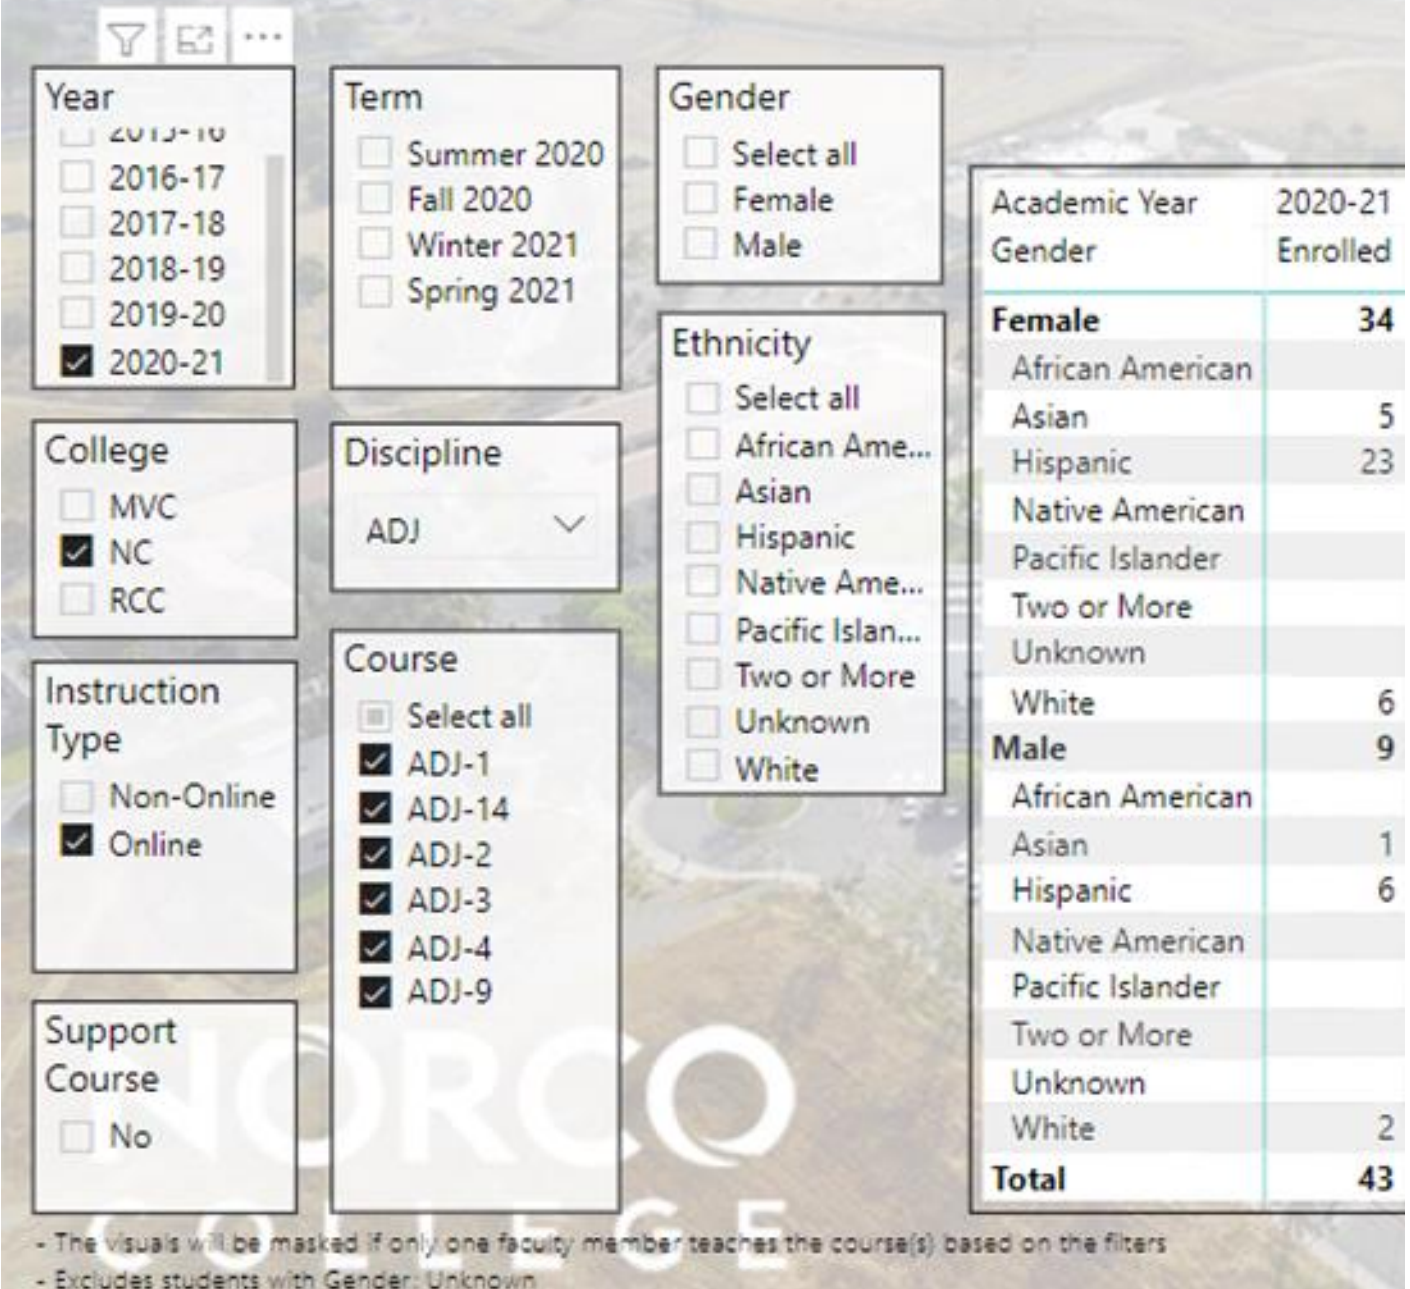 Year
2015-16
2016-17
2017-18
2018-19
2019-20
2020-21
College
MVC
NC
RCC
Instruction
Type
Non-Online
Online
Support
Course
No
Term
Summer 2020
Fall 2020
Winter 2021
Spring 2021
Discipline
ADJ
Course
Select all
ADJ-1
ADJ-14
ADJ-2
ADJ-3
ADJ-4
ADJ-9
Gender
Select all
Female
Male
Ethnicity
Select all
African Ame...
Asian
Hispanic
Native Ame...
Pacific Islan...
Two or More
Unknown
White
Academic Year 2020-21
Gender Enrolled
Female 34
African American
Asian 5
Hispanic 23
Native American
Pacific Islander
Two or More
Unknown
White 6
Male 9
African American
Asian 1
Hispanic 6
Native American
Pacific Islander
Two or More
Unknown
White 2
Total 43
NORCO
COLLEGE
- The visuals will be masked if only one faculty member teaches the course(s) based on the filters
- Excludes students with Gender: Unknown